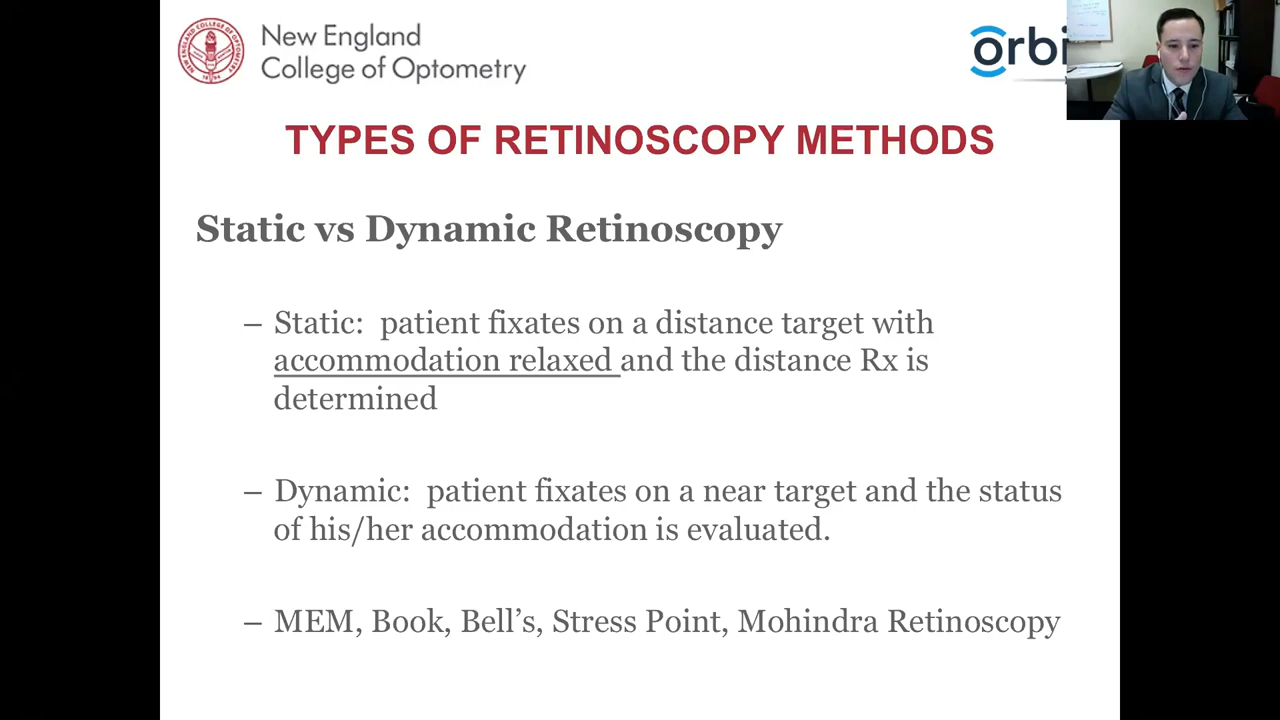 New England
College of Optometry
orbi
TYPES OF RETINOSCOPY METHODS
Static vs Dynamic Retinoscopy
– Static: patient fixates on a distance target with
accommodation relaxed and the distance Rx is
determined
– Dynamic: patient fixates on a near target and the status
of his/her accommodation is evaluated.
– MEM, Book, Bell's, Stress Point, Mohindra Retinoscopy